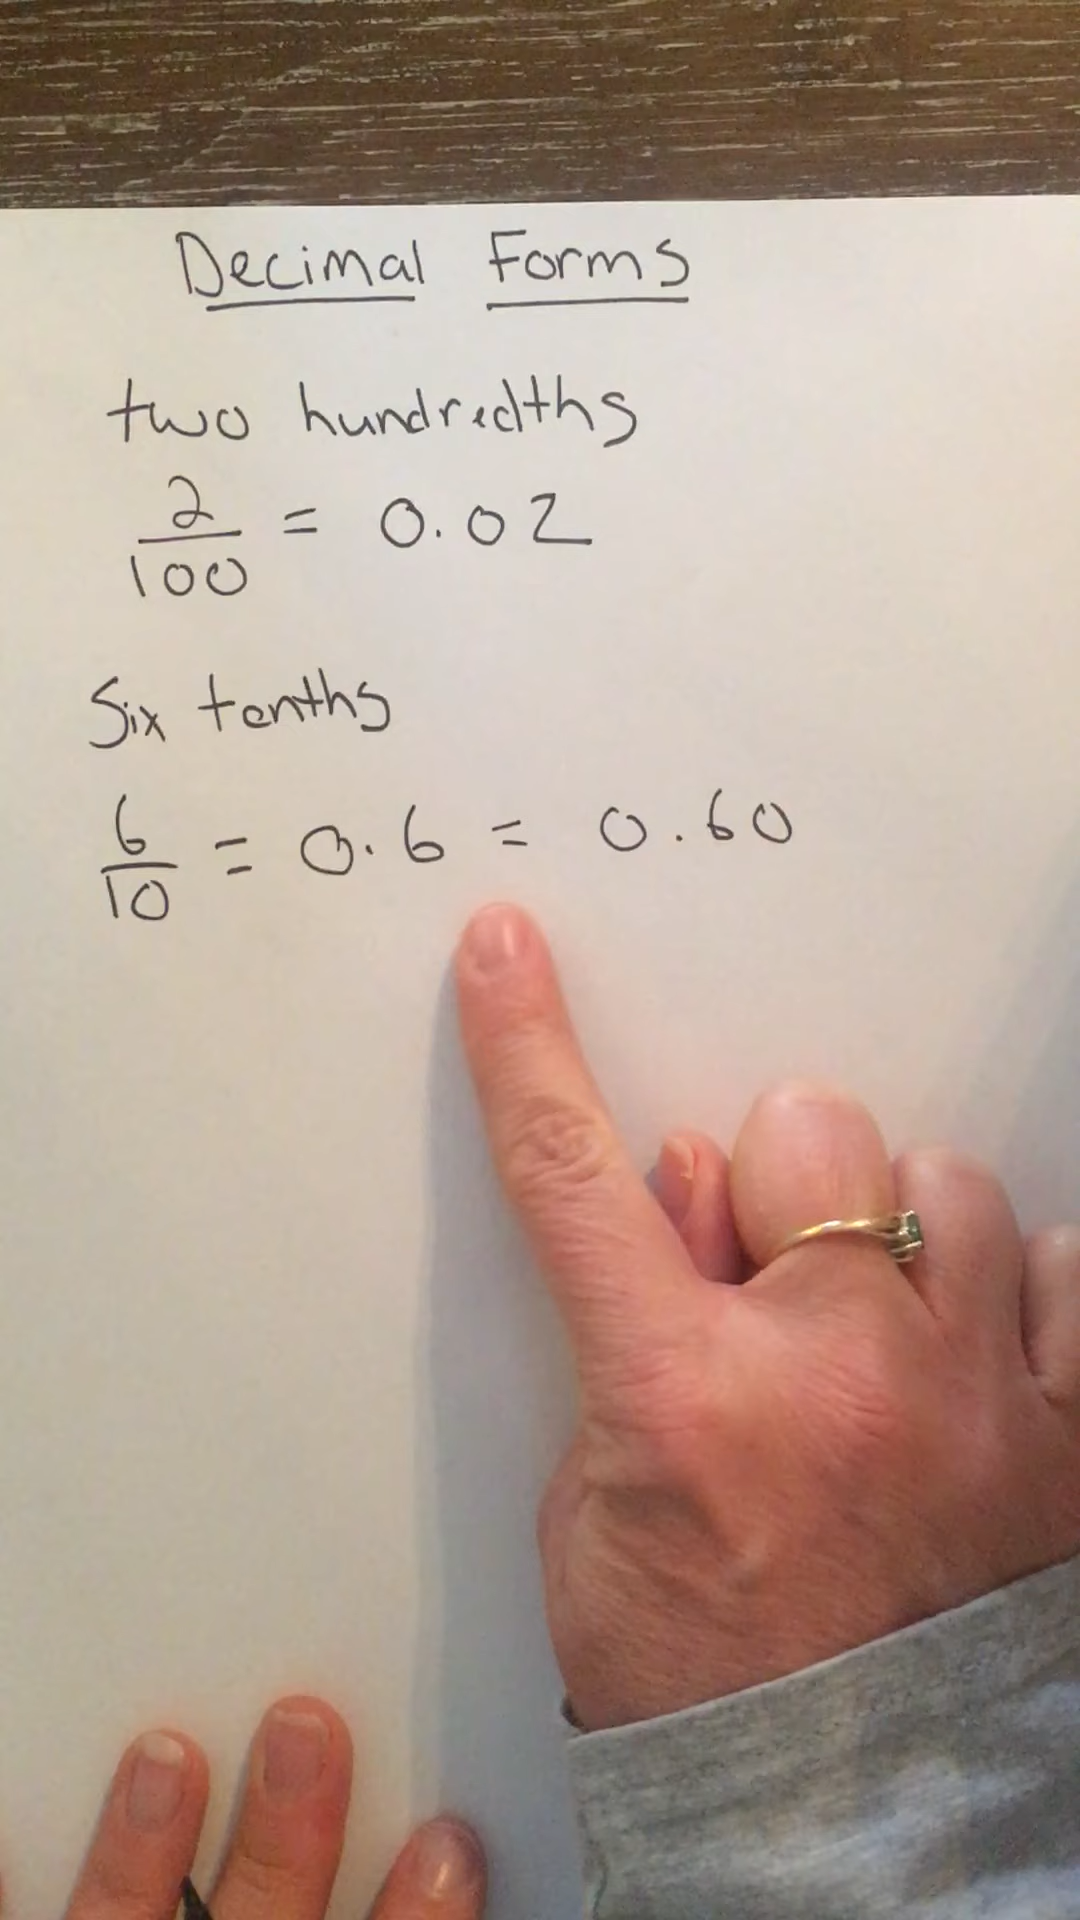 Decimal Forms
two hundredths
2/100 = 0.02
Six tenths
6/10 = 0.6 = 0.60